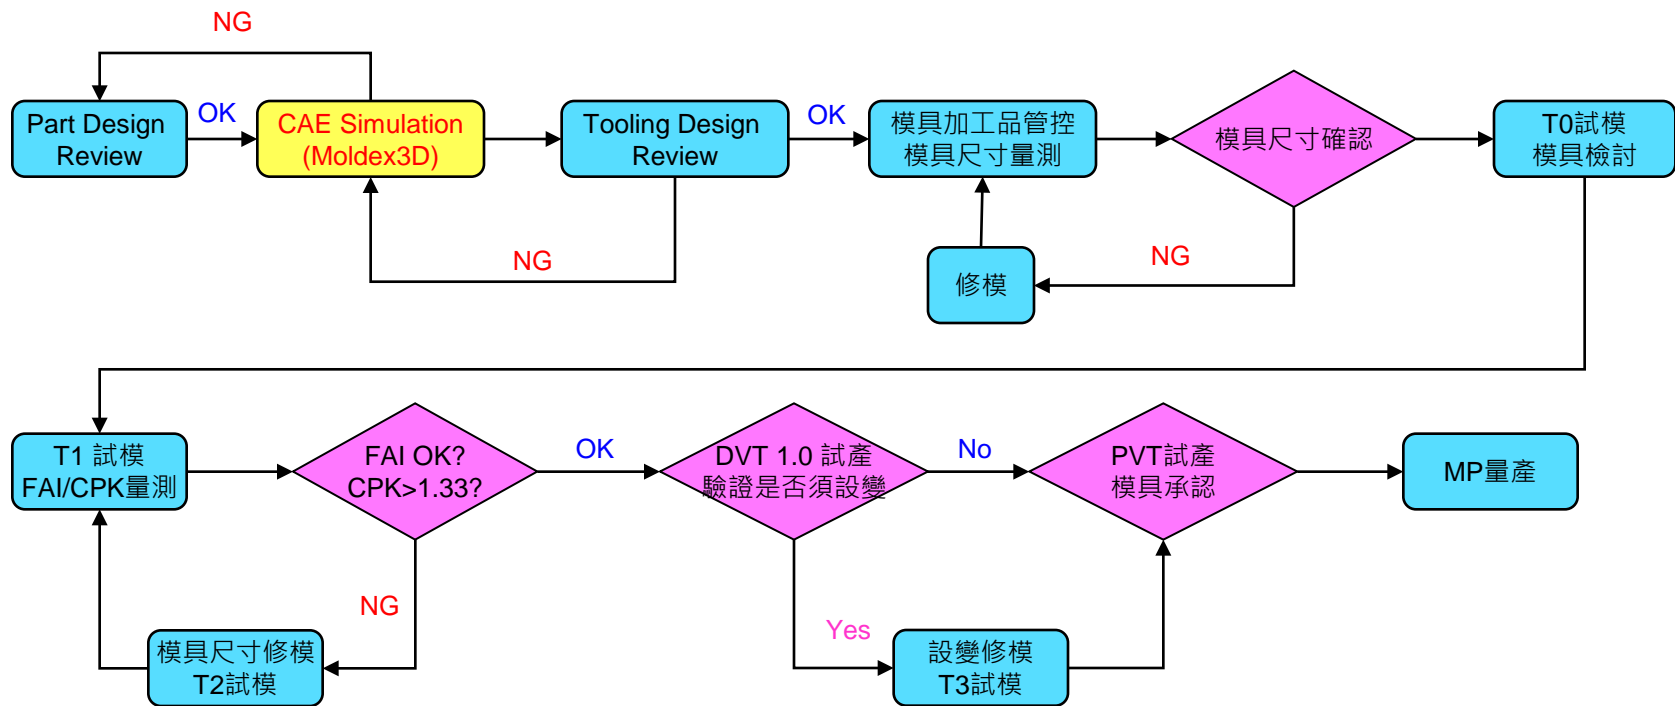 NG
Part Design
Review
OK
CAE Simulation
(Moldex3D)
Tooling Design
Review
OK
模具加工品管控
模具尺寸量測
模具尺寸確認
T0試模
模具檢討
NG
修模
NG
T1 試模
FAI/CPK量測
FAI OK?
CPK>1.33?
OK
DVT 1.0 試產
驗證是否須設變
No
PVT試產
模具承認
MP量產
NG
模具尺寸修模
T2試模
Yes
設變修模
T3試模